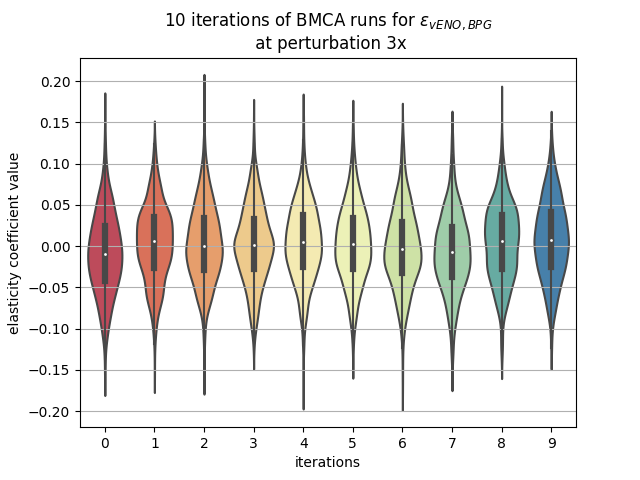 10 iterations of BMCA runs for ε_vENO,BPG
at perturbation 3x
elasticity coefficient value
0.20
0.15
0.10
0.05
0.00
−0.05
−0.10
−0.15
−0.20
0 1 2 3 4 5 6 7 8 9
iterations